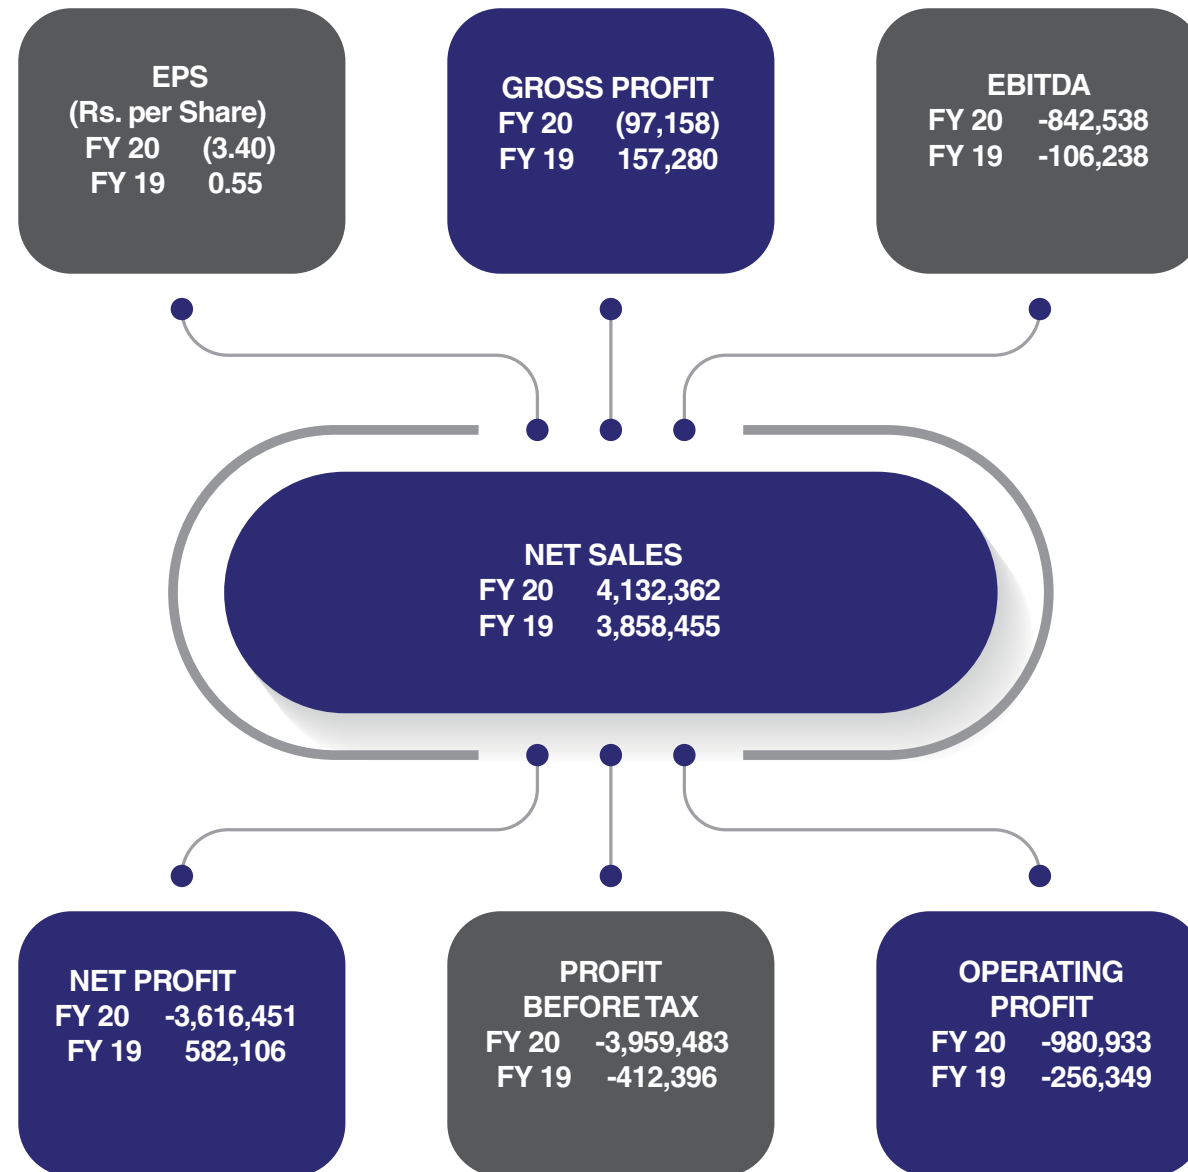 EPS
(Rs. per Share)
FY 20 (3.40)
FY 19 0.55
GROSS PROFIT
FY 20 (97,158)
FY 19 157,280
EBITDA
FY 20 -842,538
FY 19 -106,238
NET SALES
FY 20 4,132,362
FY 19 3,858,455
NET PROFIT
FY 20 -3,616,451
FY 19 582,106
PROFIT
BEFORE TAX
FY 20 -3,959,483
FY 19 -412,396
OPERATING
PROFIT
FY 20 -980,933
FY 19 -256,349